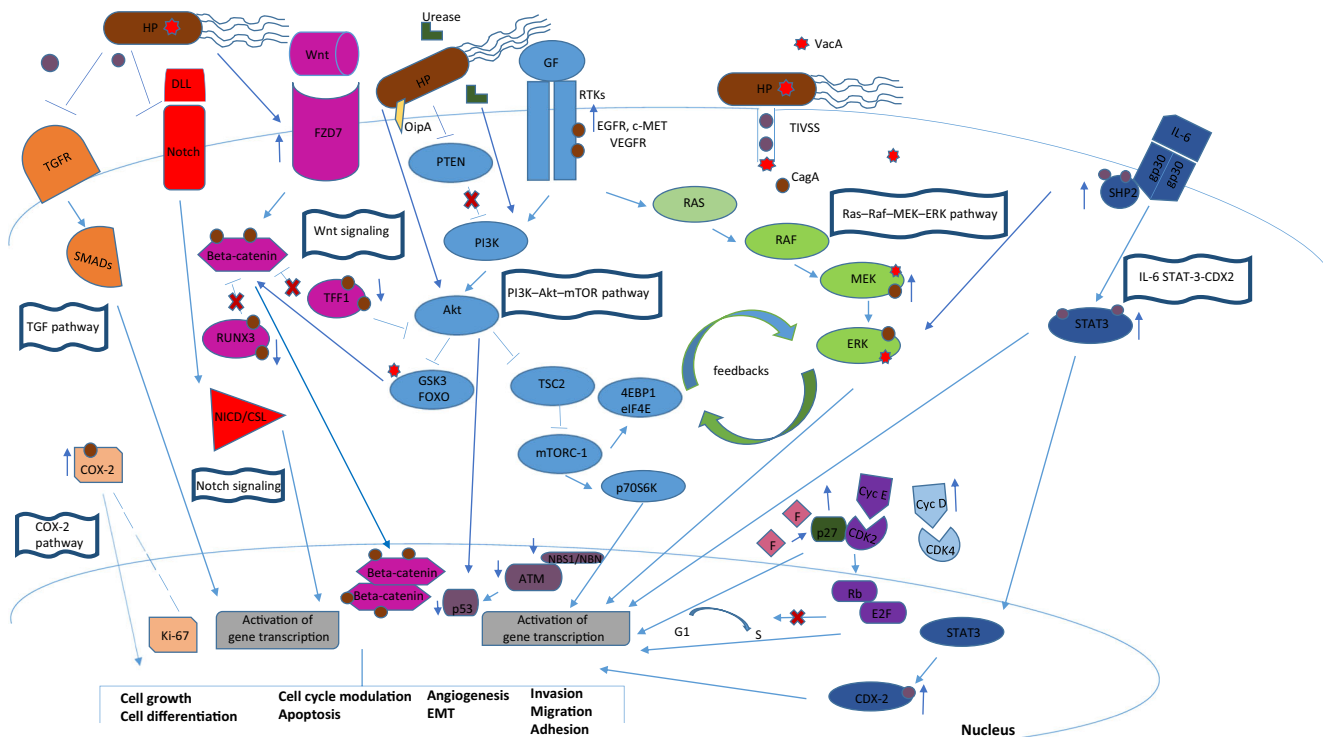 HP
Urease
Wnt
HP
GF
VacA
DLL
RTKs
HP
OipA
EGFR, c-MET
VEGFR
TIVSS
IL-6
TGFR
Notch
FZD7
PTEN
CagA
gp30
gp30
SHP2
RAS
Ras–Raf–MEK–ERK pathway
SMADs
Beta-catenin
Wnt signaling
PI3K
RAF
MEK
IL-6 STAT-3-CDX2
TFF1
PI3K–Akt–mTOR pathway
TGF pathway
RUNX3
Akt
STAT3
ERK
GSK3
FOXO
TSC2
4EBP1
eIF4E
feedbacks
NICD/CSL
mTORC-1
COX-2
Notch signaling
p70S6K
Cyc E
Cyc D
COX-2
pathway
F
F
p27
CDK2
CDK4
Beta-catenin
Beta-catenin
NBS1/NBN
ATM
p53
Rb
E2F
Ki-67
Activation of
gene transcription
Activation of
gene transcription
G1
S
STAT3
CDX-2
Cell growth
Cell differentiation
Cell cycle modulation
Apoptosis
Angiogenesis
EMT
Invasion
Migration
Adhesion
Nucleus